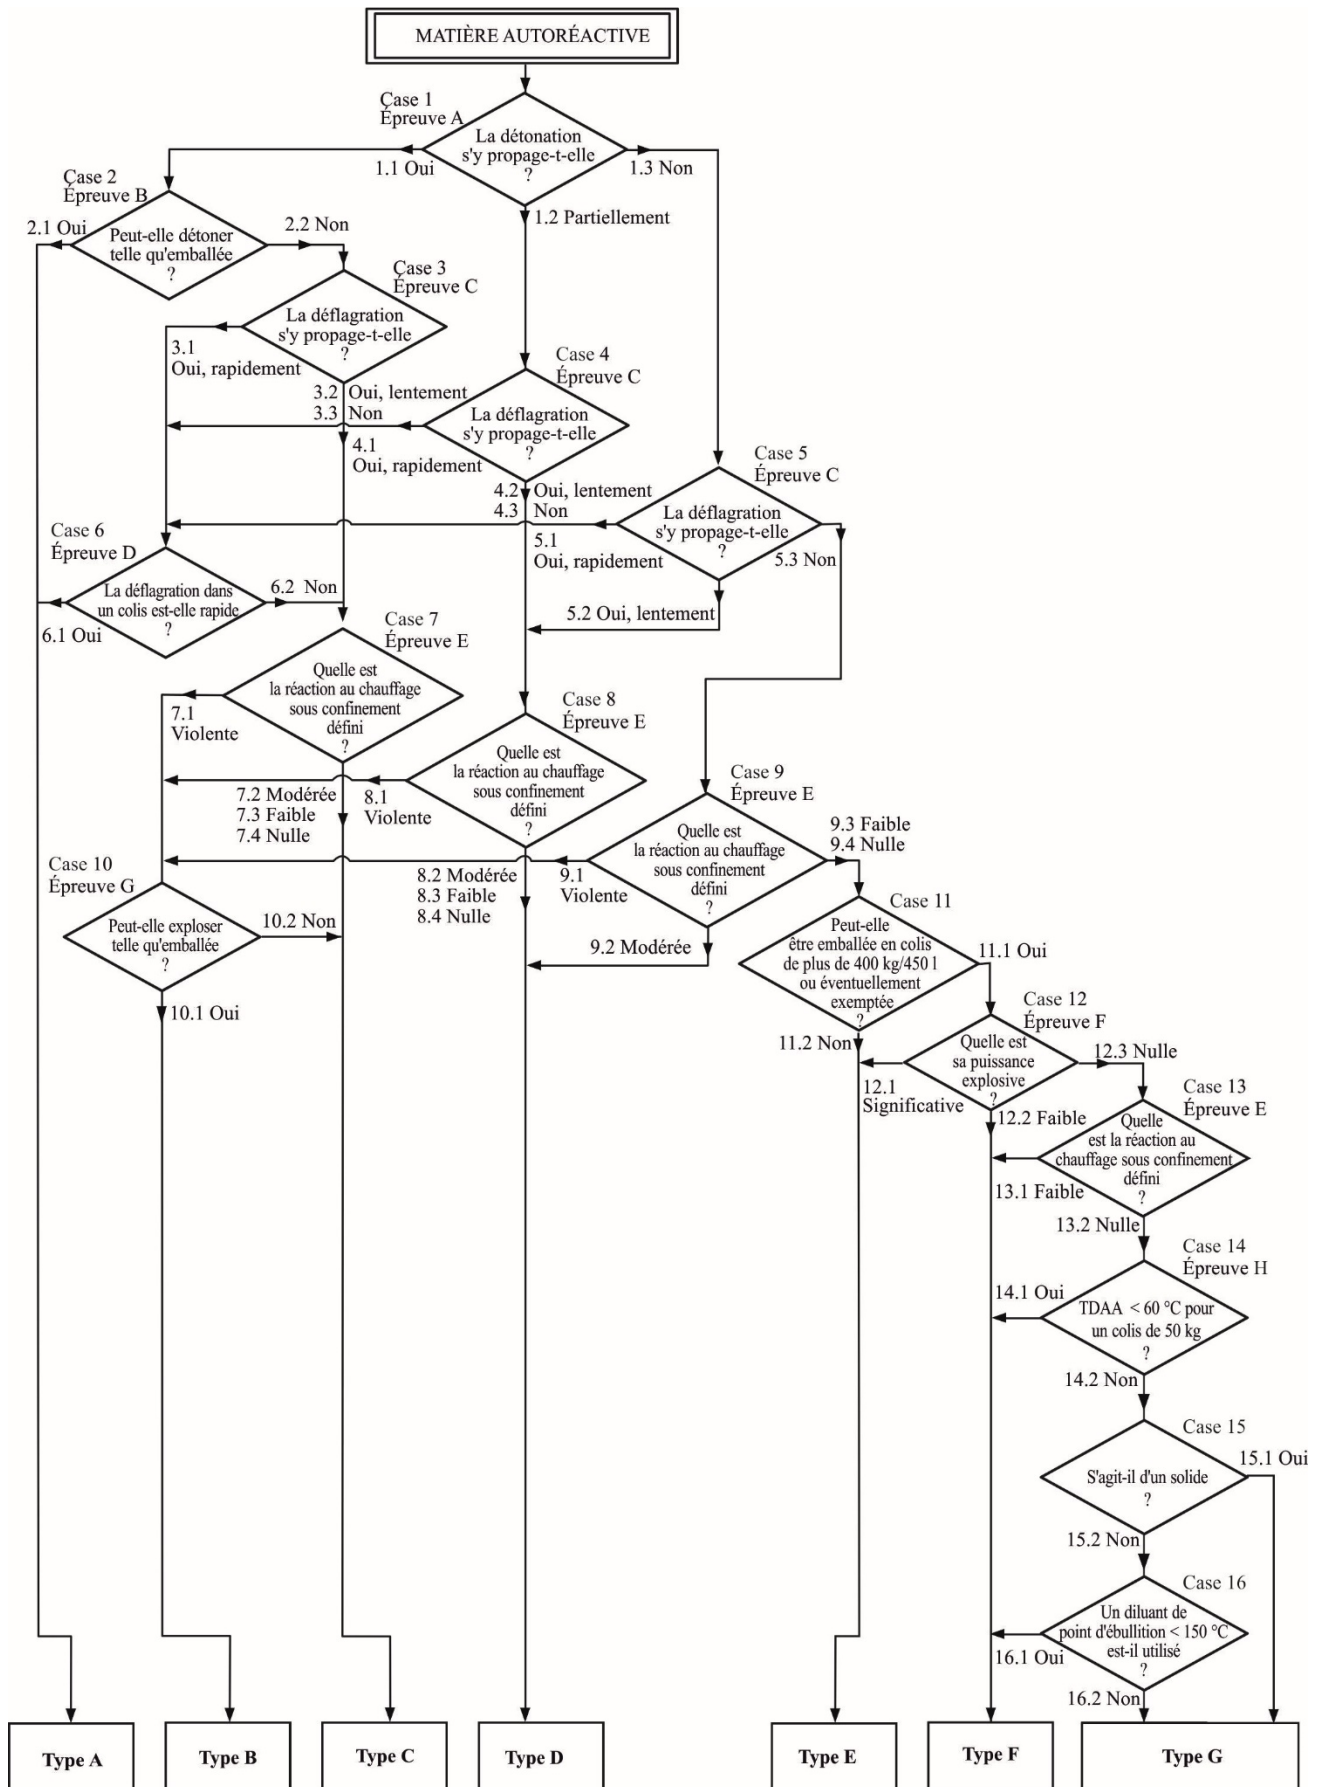 MATIÈRE AUTORÉACTIVE
Case 1
Épreuve A
La détonation
s'y propage-t-elle
?
1.1 Oui
1.3 Non
1.2 Partiellement
Case 2
Épreuve B
2.1 Oui
2.2 Non
Peut-elle détoner
telle qu'emballée
?
Case 3
Épreuve C
La déflagration
s'y propage-t-elle
?
3.1
Oui, rapidement
3.2 Oui, lentement
3.3 Non
Case 4
Épreuve C
La déflagration
s'y propage-t-elle
?
4.1
Oui, rapidement
4.2 Oui, lentement
4.3 Non
Case 5
Épreuve C
La déflagration
s'y propage-t-elle
?
5.1
Oui, rapidement
5.3 Non
5.2 Oui, lentement
Case 6
Épreuve D
La déflagration dans
un colis est-elle rapide
?
6.2 Non
6.1 Oui
Case 7
Épreuve E
Quelle est
la réaction au chauffage
sous confinement
défini
?
7.1
Violente
7.2 Modérée
7.3 Faible
7.4 Nulle
Case 8
Épreuve E
Quelle est
la réaction au chauffage
sous confinement
défini
?
8.1
Violente
8.2 Modérée
8.3 Faible
8.4 Nulle
Case 9
Épreuve E
Quelle est
la réaction au chauffage
sous confinement
défini
?
9.1
Violente
9.3 Faible
9.4 Nulle
9.2 Modérée
Case 10
Épreuve G
Peut-elle exploser
telle qu'emballée
?
10.2 Non
10.1 Oui
Case 11
Peut-elle
être emballée en colis
de plus de 400 kg/450 l
ou éventuellement
exemptée
?
11.1 Oui
11.2 Non
Case 12
Épreuve F
Quelle est
sa puissance
explosive
?
12.3 Nulle
12.1
Significative
12.2 Faible
Case 13
Épreuve E
Quelle
est la réaction au
chauffage sous confinement
défini
?
13.1 Faible
13.2 Nulle
Case 14
Épreuve H
14.1 Oui
TDAA < 60 °C pour
un colis de 50 kg
?
14.2 Non
Case 15
15.1 Oui
S'agit-il d'un solide
?
15.2 Non
Case 16
Un diluant de
point d'ébullition < 150 °C
est-il utilisé
?
16.1 Oui
16.2 Non
Type A
Type B
Type C
Type D
Type E
Type F
Type G